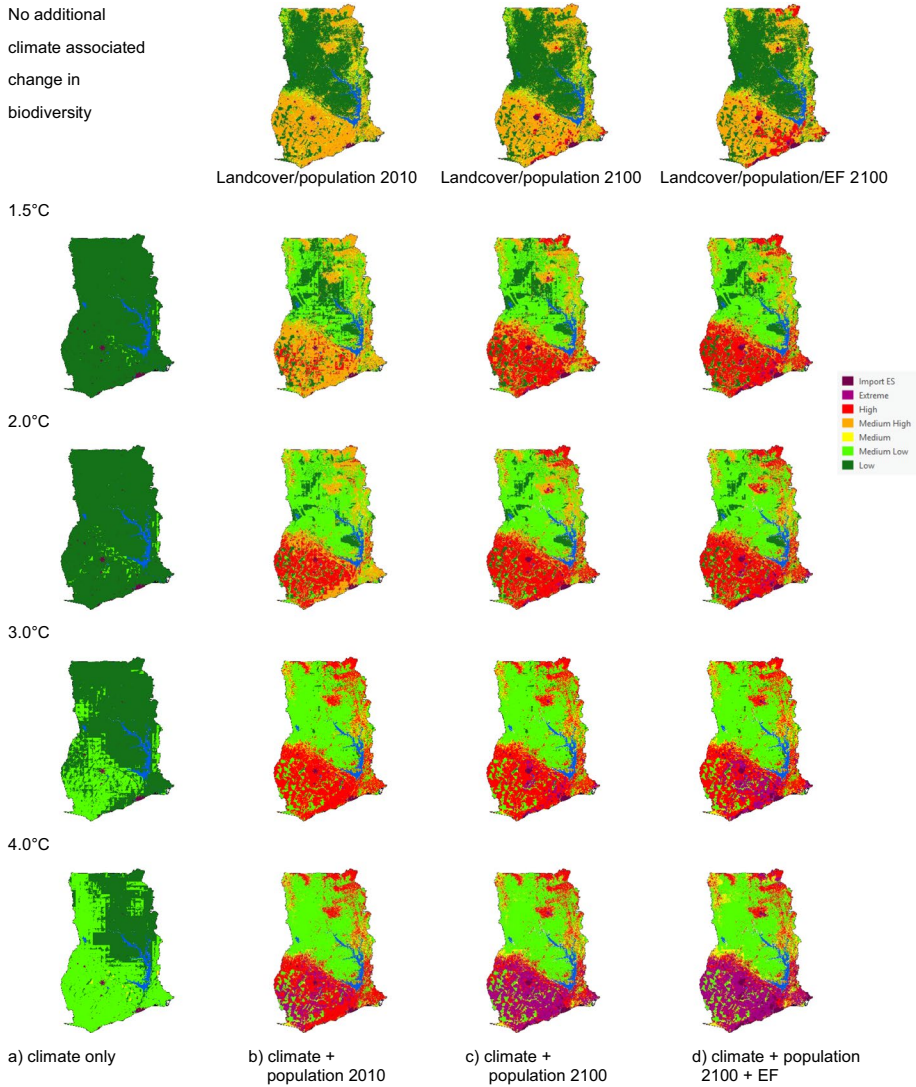 No additional
climate associated
change in
biodiversity
Landcover/population 2010
Landcover/population 2100
Landcover/population/EF 2100
1.5°C
Import ES
Extreme
High
Medium High
Medium
Medium Low
Low
2.0°C
3.0°C
4.0°C
a) climate only
b) climate +
population 2010
c) climate +
population 2100
d) climate + population
2100 + EF